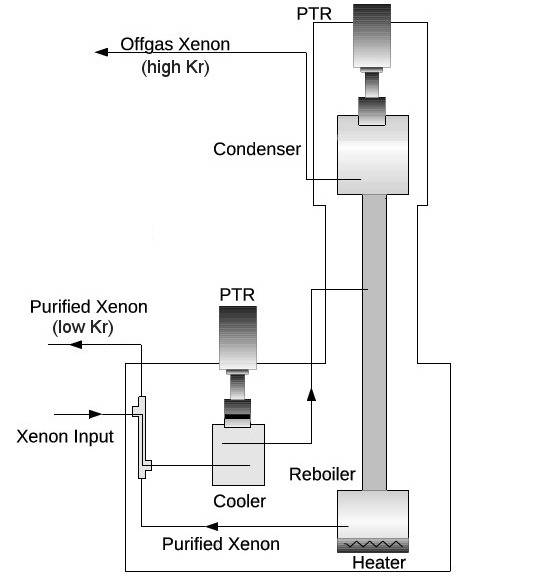 PTR
Offgas Xenon
(high Kr)
Condenser
PTR
Purified Xenon
(low Kr)
Xenon Input
Reboiler
Cooler
Purified Xenon
Heater